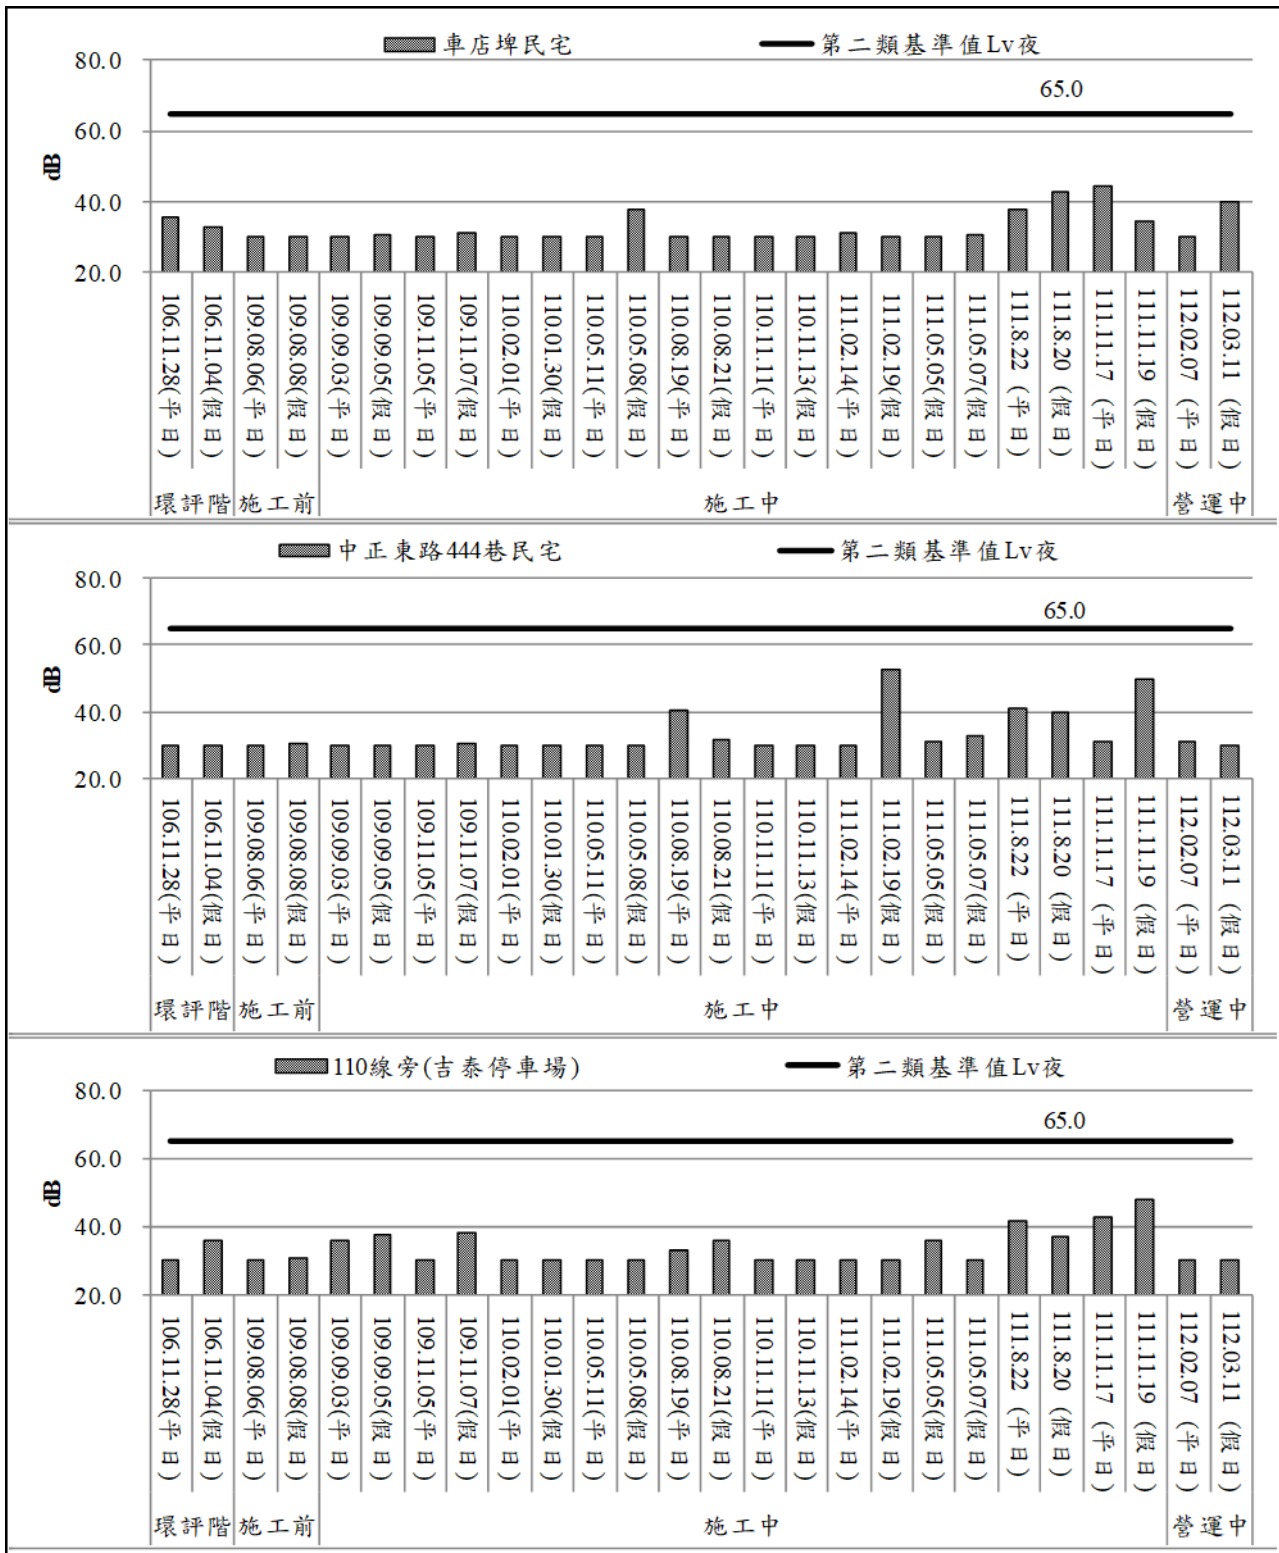 車店埤民宅 第二類基準值Lv夜
80.0
65.0
60.0
dB
40.0
20.0
106.11.28(平日)
106.11.04(假日)
109.08.06(平日)
109.08.08(假日)
109.09.03(平日)
109.09.05(假日)
109.11.05(平日)
109.11.07(假日)
110.02.01(平日)
110.01.30(假日)
110.05.11(平日)
110.05.08(假日)
110.08.19(平日)
110.08.21(假日)
110.11.11(平日)
110.11.13(假日)
111.02.14(平日)
111.02.19(假日)
111.05.05(假日)
111.05.07(假日)
111.8.22 (平日)
111.8.20 (假日)
111.11.17 (平日)
111.11.19 (假日)
112.02.07 (平日)
112.03.11 (假日)
環評階 施工前 施工中 營運中
中正東路444巷民宅 第二類基準值Lv夜
80.0
65.0
60.0
dB
40.0
20.0
106.11.28(平日)
106.11.04(假日)
109.08.06(平日)
109.08.08(假日)
109.09.03(平日)
109.09.05(假日)
109.11.05(平日)
109.11.07(假日)
110.02.01(平日)
110.01.30(假日)
110.05.11(平日)
110.05.08(假日)
110.08.19(平日)
110.08.21(假日)
110.11.11(平日)
110.11.13(假日)
111.02.14(平日)
111.02.19(假日)
111.05.05(假日)
111.05.07(假日)
111.8.22 (平日)
111.8.20 (假日)
111.11.17 (平日)
111.11.19 (假日)
112.02.07 (平日)
112.03.11 (假日)
環評階 施工前 施工中 營運中
110線旁(吉泰停車場) 第二類基準值Lv夜
80.0
65.0
60.0
dB
40.0
20.0
106.11.28(平日)
106.11.04(假日)
109.08.06(平日)
109.08.08(假日)
109.09.03(平日)
109.09.05(假日)
109.11.05(平日)
109.11.07(假日)
110.02.01(平日)
110.01.30(假日)
110.05.11(平日)
110.05.08(假日)
110.08.19(平日)
110.08.21(假日)
110.11.11(平日)
110.11.13(假日)
111.02.14(平日)
111.02.19(假日)
111.05.05(假日)
111.05.07(假日)
111.8.22 (平日)
111.8.20 (假日)
111.11.17 (平日)
111.11.19 (假日)
112.02.07 (平日)
112.03.11 (假日)
環評階 施工前 施工中 營運中